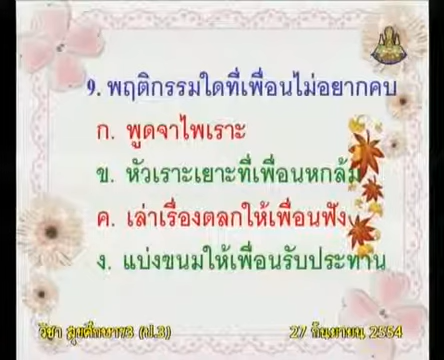 9. พฤติกรรมใดที่เพื่อนไม่อยากคบ
ก. พูดจาไพเราะ
ข. หัวเราะเยาะที่เพื่อนหกล้ม
ค. เล่าเรื่องตลกให้เพื่อนฟัง
ง. แบ่งขนมให้เพื่อนรับประทาน
วิชา สุขศึกษาฯ3 (ป.3)
27 กันยายน 2554